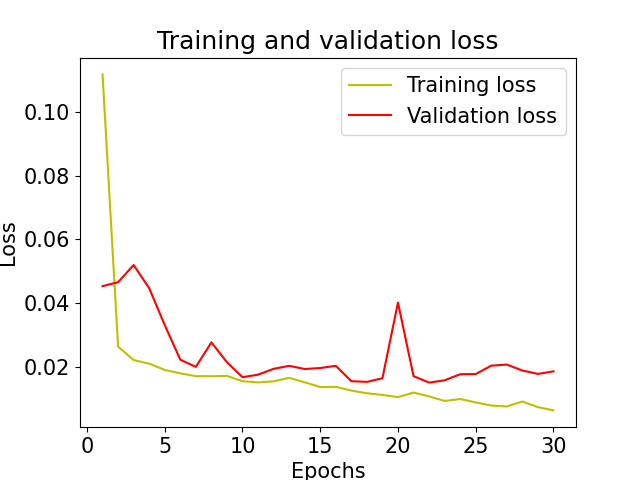 Training and validation loss
Training loss
Validation loss
0.10
0.08
0.06
0.04
0.02
Loss
0
5
10
15
20
25
30
Epochs